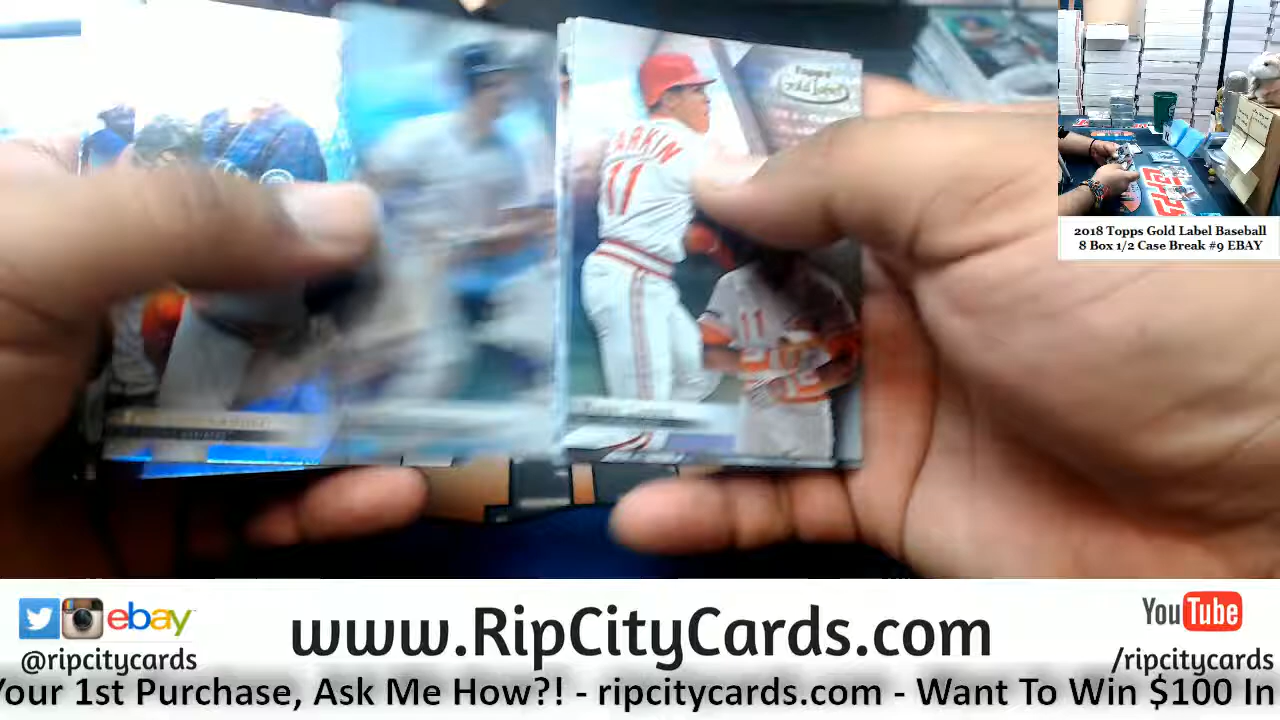 LARKIN
11
Gold Label
11
TOPPS
2018 Topps Gold Label Baseball
8 Box 1/2 Case Break #9 EBAY
ebay
@ripcitycards
www.RipCityCards.com
YouTube
/ripcitycards
Your 1st Purchase, Ask Me How?! - ripcitycards.com - Want To Win $100 In